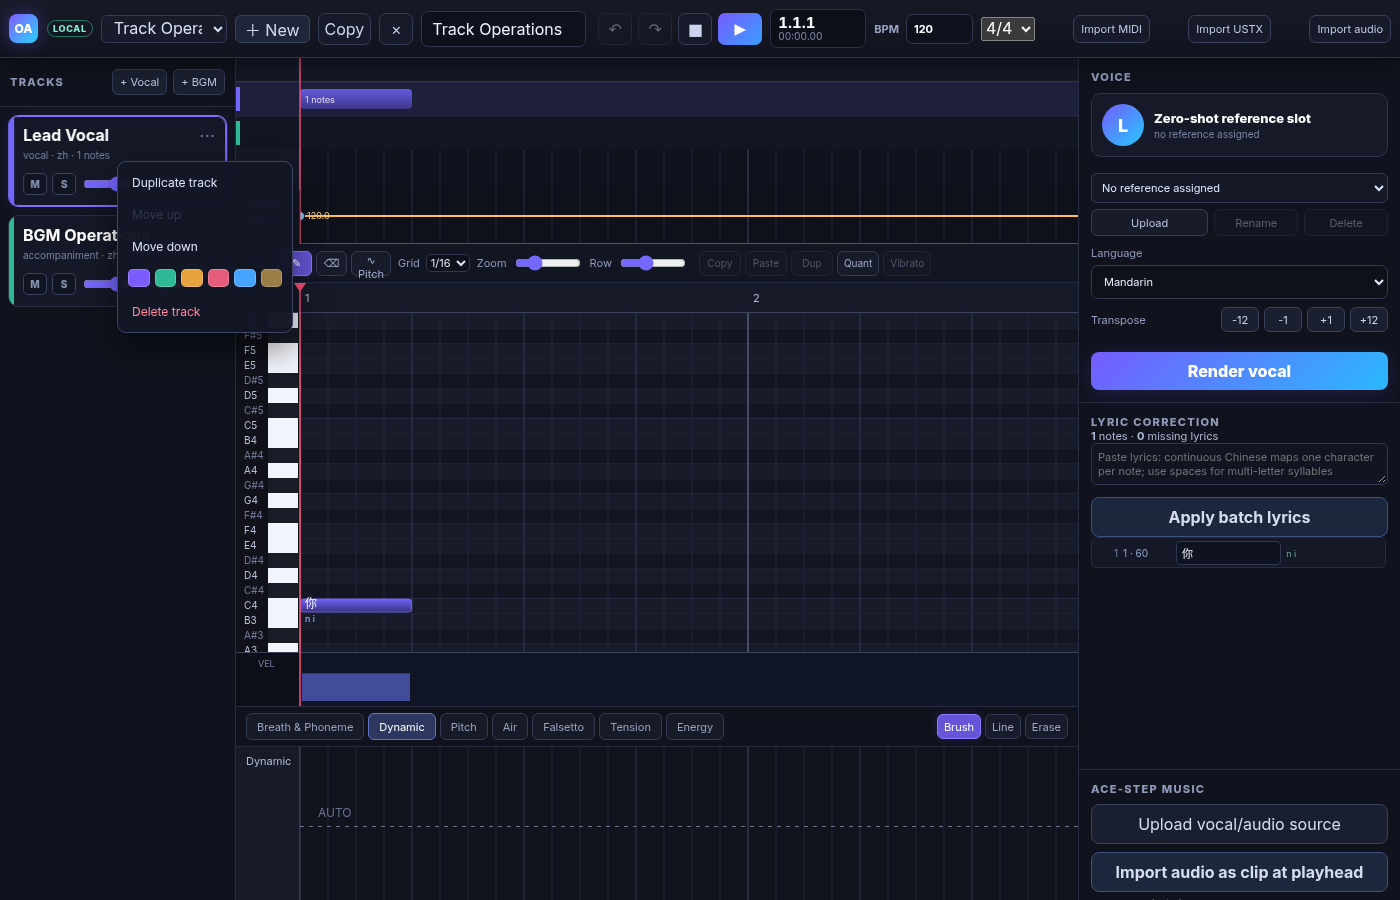 OA LOCAL Track Opera + New Copy × Track Operations 1.1.1 00:00.00 BPM 120 4/4 Import MIDI Import USTX Import audio
TRACKS + Vocal + BGM
Lead Vocal ...
vocal · zh · 1 notes
M S
BGM Operat
accompaniment · zh
M S
Duplicate track
Move up
Move down
Delete track
1 notes
120.0
Pitch Grid 1/16 Zoom Row Copy Paste Dup Quant Vibrato
1 2
F#5
F5
E5
D#5
D5
C#5
C5
B4
A#4
A4
G#4
G4
F#4
F4
E4
D#4
D4
C#4
C4 你
B3 n i
A#3
A3
VEL
Breath & Phoneme Dynamic Pitch Air Falsetto Tension Energy Brush Line Erase
Dynamic
AUTO
VOICE
L Zero-shot reference slot
no reference assigned
No reference assigned
Upload Rename Delete
Language
Mandarin
Transpose -12 -1 +1 +12
Render vocal
LYRIC CORRECTION
1 notes · 0 missing lyrics
Paste lyrics: continuous Chinese maps one character
per note; use spaces for multi-letter syllables
Apply batch lyrics
1 1 · 60 你 n i
ACE-STEP MUSIC
Upload vocal/audio source
Import audio as clip at playhead